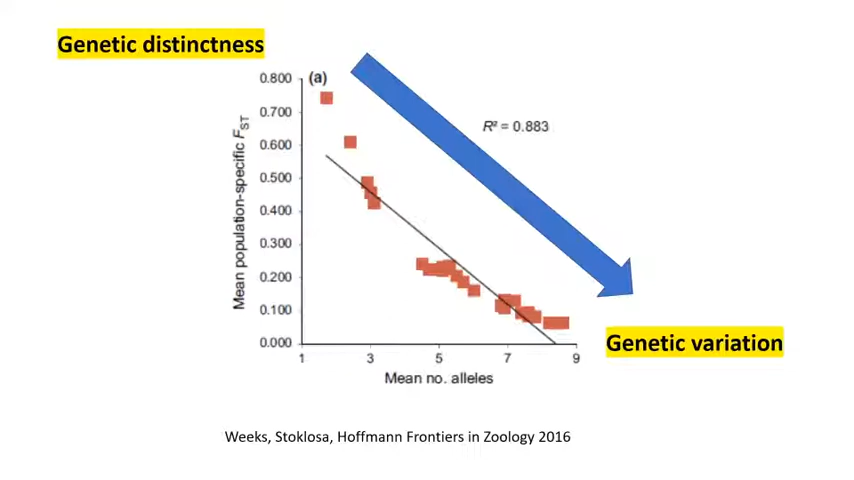 Genetic distinctness
(a)
0.800
0.700
0.600
0.500
0.400
0.300
0.200
0.100
0.000
Mean population-specific FST
R² = 0.883
1 3 5 7 9
Mean no. alleles
Genetic variation
Weeks, Stoklosa, Hoffmann Frontiers in Zoology 2016